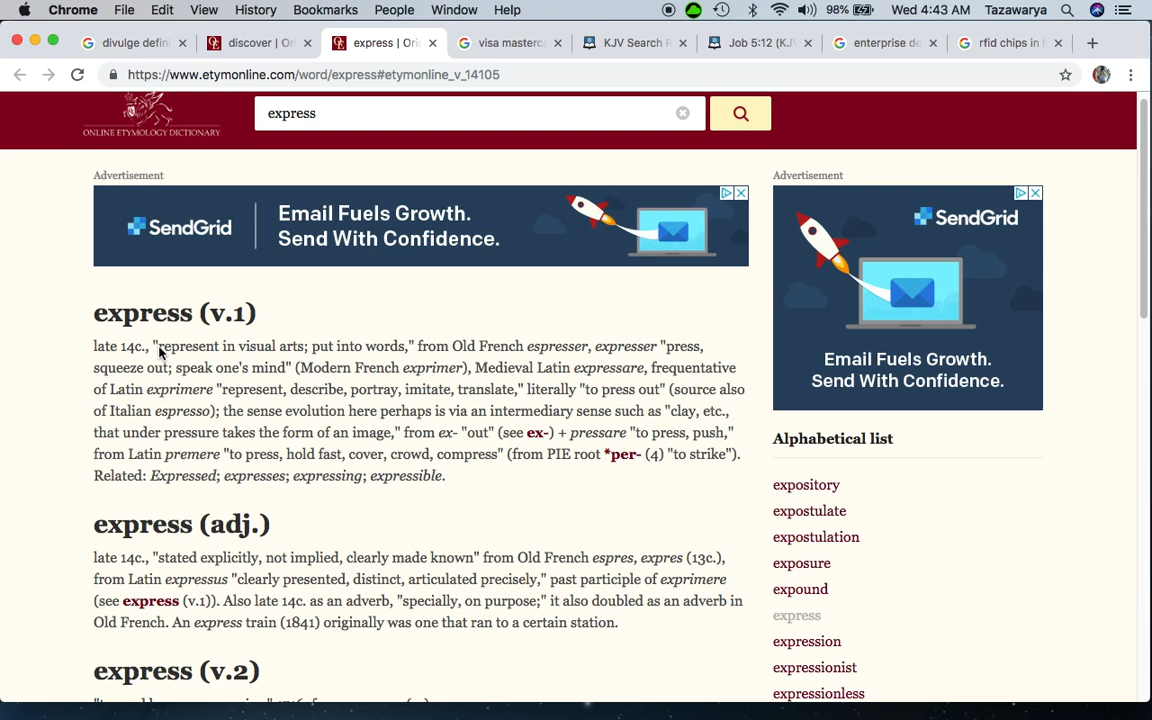 Chrome File Edit View History Bookmarks People Window Help 98% Wed 4:43 AM Tazawarya
divulge defin discover | Ori express | Orig visa masterca KJV Search R Job 5:12 (KJV enterprise de rfid chips in h
https://www.etymonline.com/word/express#etymonline_v_14105
express
ONLINE ETYMOLOGY DICTIONARY
Advertisement
SendGrid
Email Fuels Growth.
Send With Confidence.
express (v.1)
late 14c., "represent in visual arts; put into words," from Old French espresser, expresser "press,
squeeze out; speak one's mind" (Modern French exprimer), Medieval Latin expressare, frequentative
of Latin exprimere "represent, describe, portray, imitate, translate," literally "to press out" (source also
of Italian espresso); the sense evolution here perhaps is via an intermediary sense such as "clay, etc.,
that under pressure takes the form of an image," from ex- "out" (see ex-) + pressare "to press, push,"
from Latin premere "to press, hold fast, cover, crowd, compress" (from PIE root *per- (4) "to strike").
Related: Expressed; expresses; expressing; expressible.
express (adj.)
late 14c., "stated explicitly, not implied, clearly made known" from Old French espres, expres (13c.),
from Latin expressus "clearly presented, distinct, articulated precisely," past participle of exprimere
(see express (v.1)). Also late 14c. as an adverb, "specially, on purpose;" it also doubled as an adverb in
Old French. An express train (1841) originally was one that ran to a certain station.
express (v.2)
Advertisement
SendGrid
Email Fuels Growth.
Send With Confidence.
Alphabetical list
expository
expostulate
expostulation
exposure
expound
express
expression
expressionist
expressionless